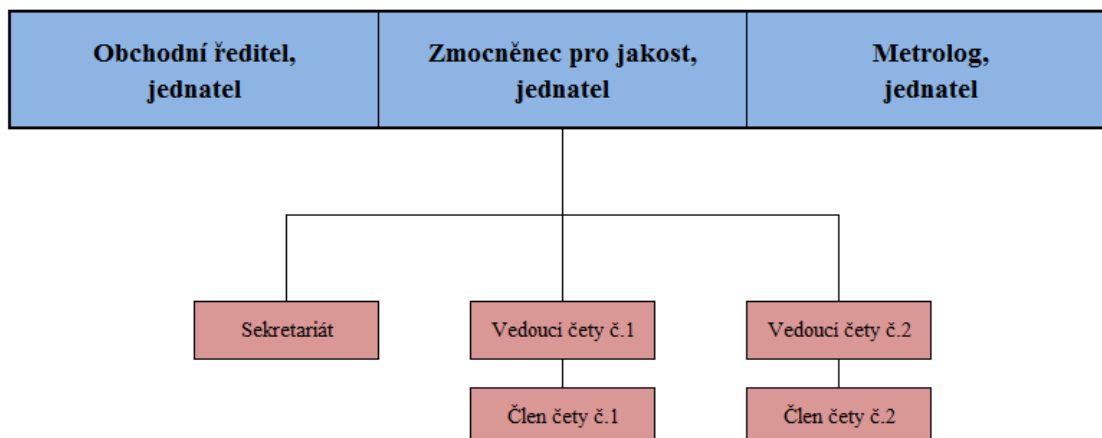 Obchodní ředitel,
jednatel
Zmocněnec pro jakost,
jednatel
Metrolog,
jednatel
Sekretariát
Vedoucí čety č.1
Vedoucí čety č.2
Člen čety č.1
Člen čety č.2